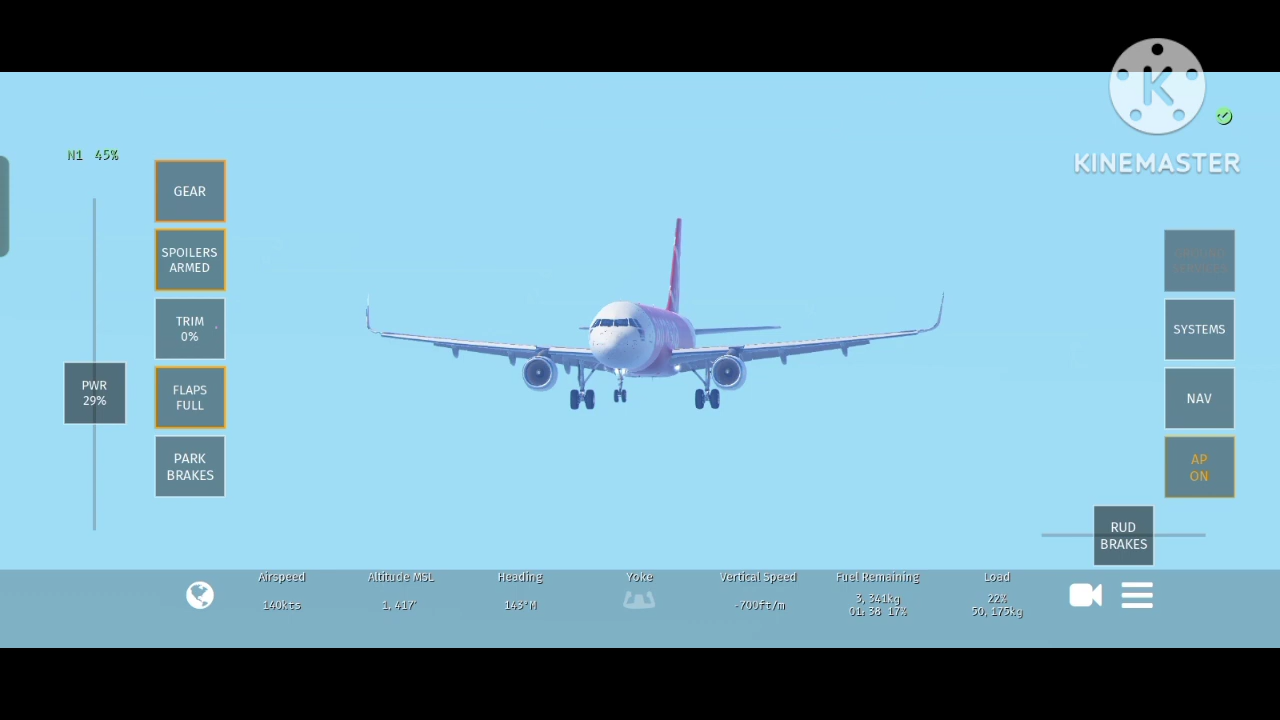 KINEMASTER
N1 45%
GEAR
SPOILERS
ARMED
TRIM
0%
PWR
29%
FLAPS
FULL
PARK
BRAKES
SYSTEMS
NAV
AP
ON
RUD
BRAKES
Airspeed
140kts
Altitude MSL
1,417'
Heading
143°M
Yoke
Vertical Speed
-700ft/m
Fuel Remaining
3,341kg
01:38 17%
Load
22%
50,175kg